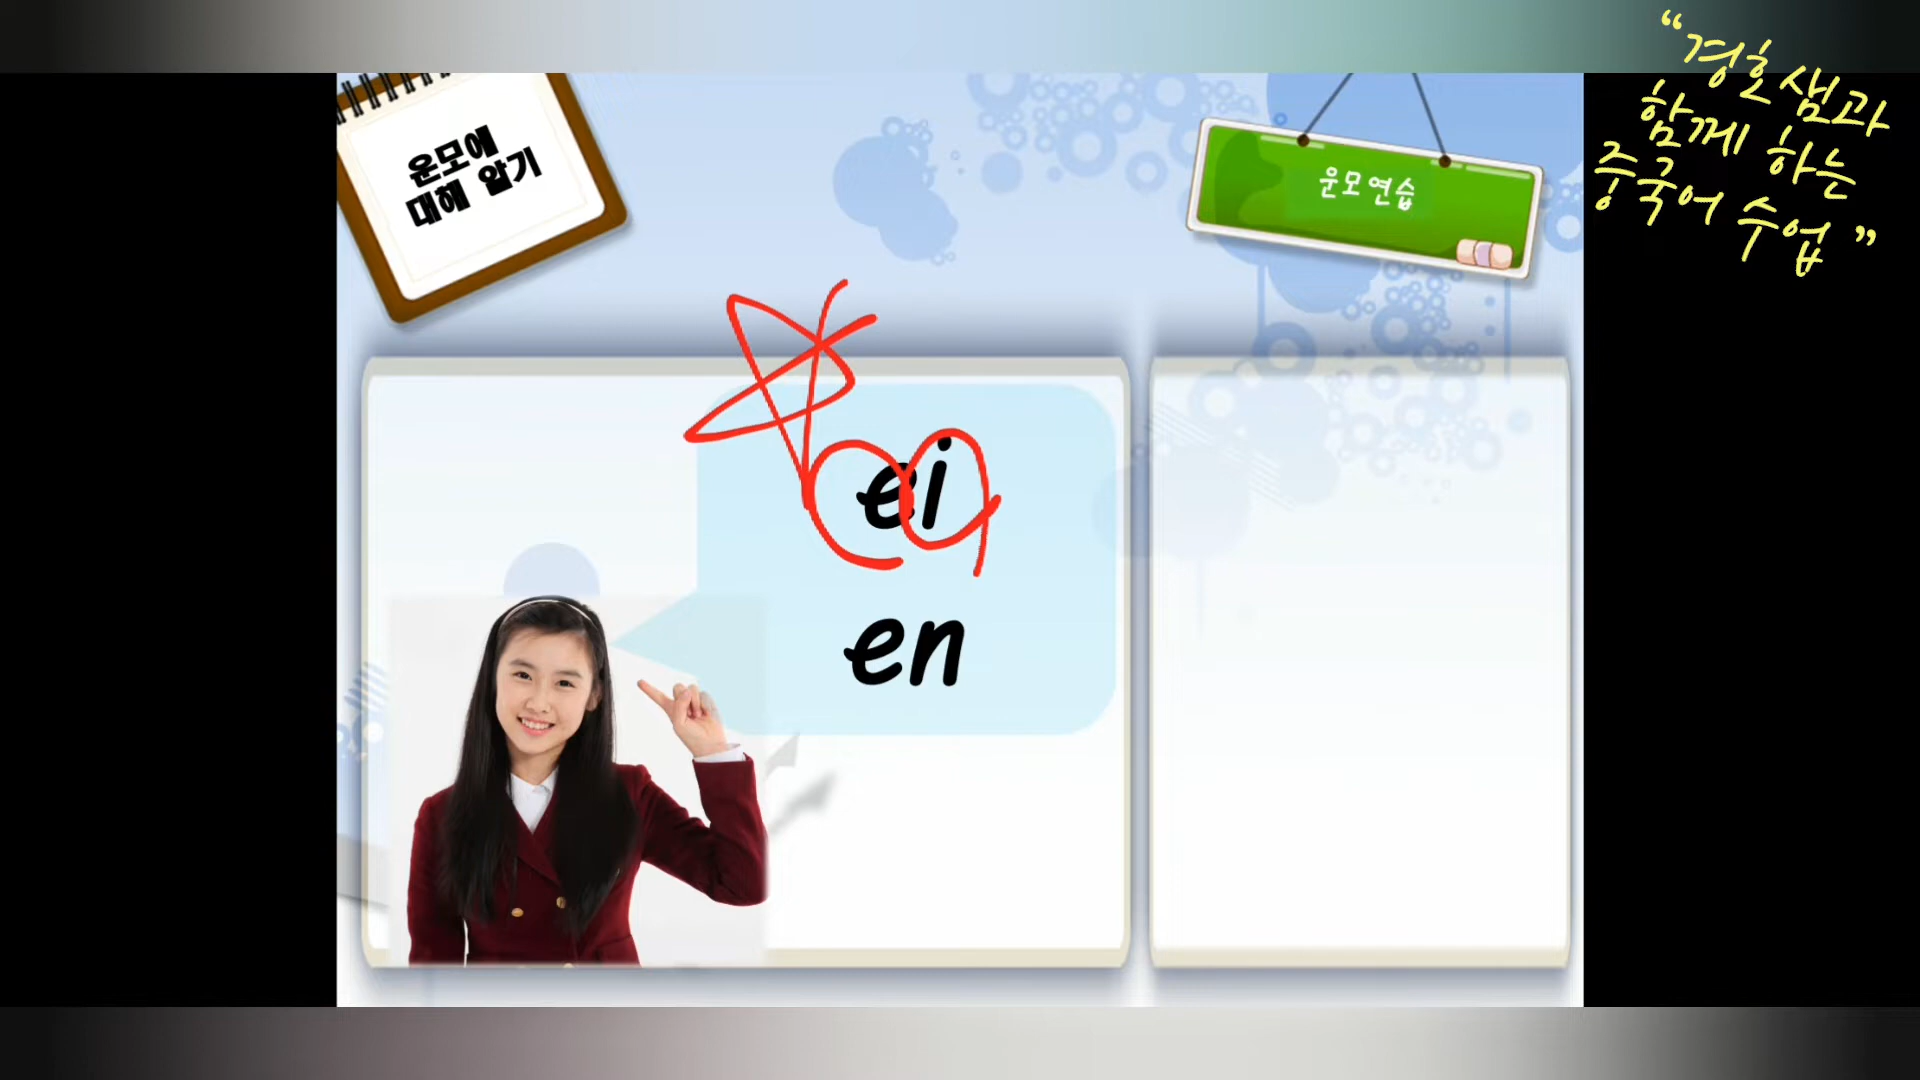 운모에
대해 알기
운모연습
“경호샘과
함께 하는
중국어 수업”
ei
en